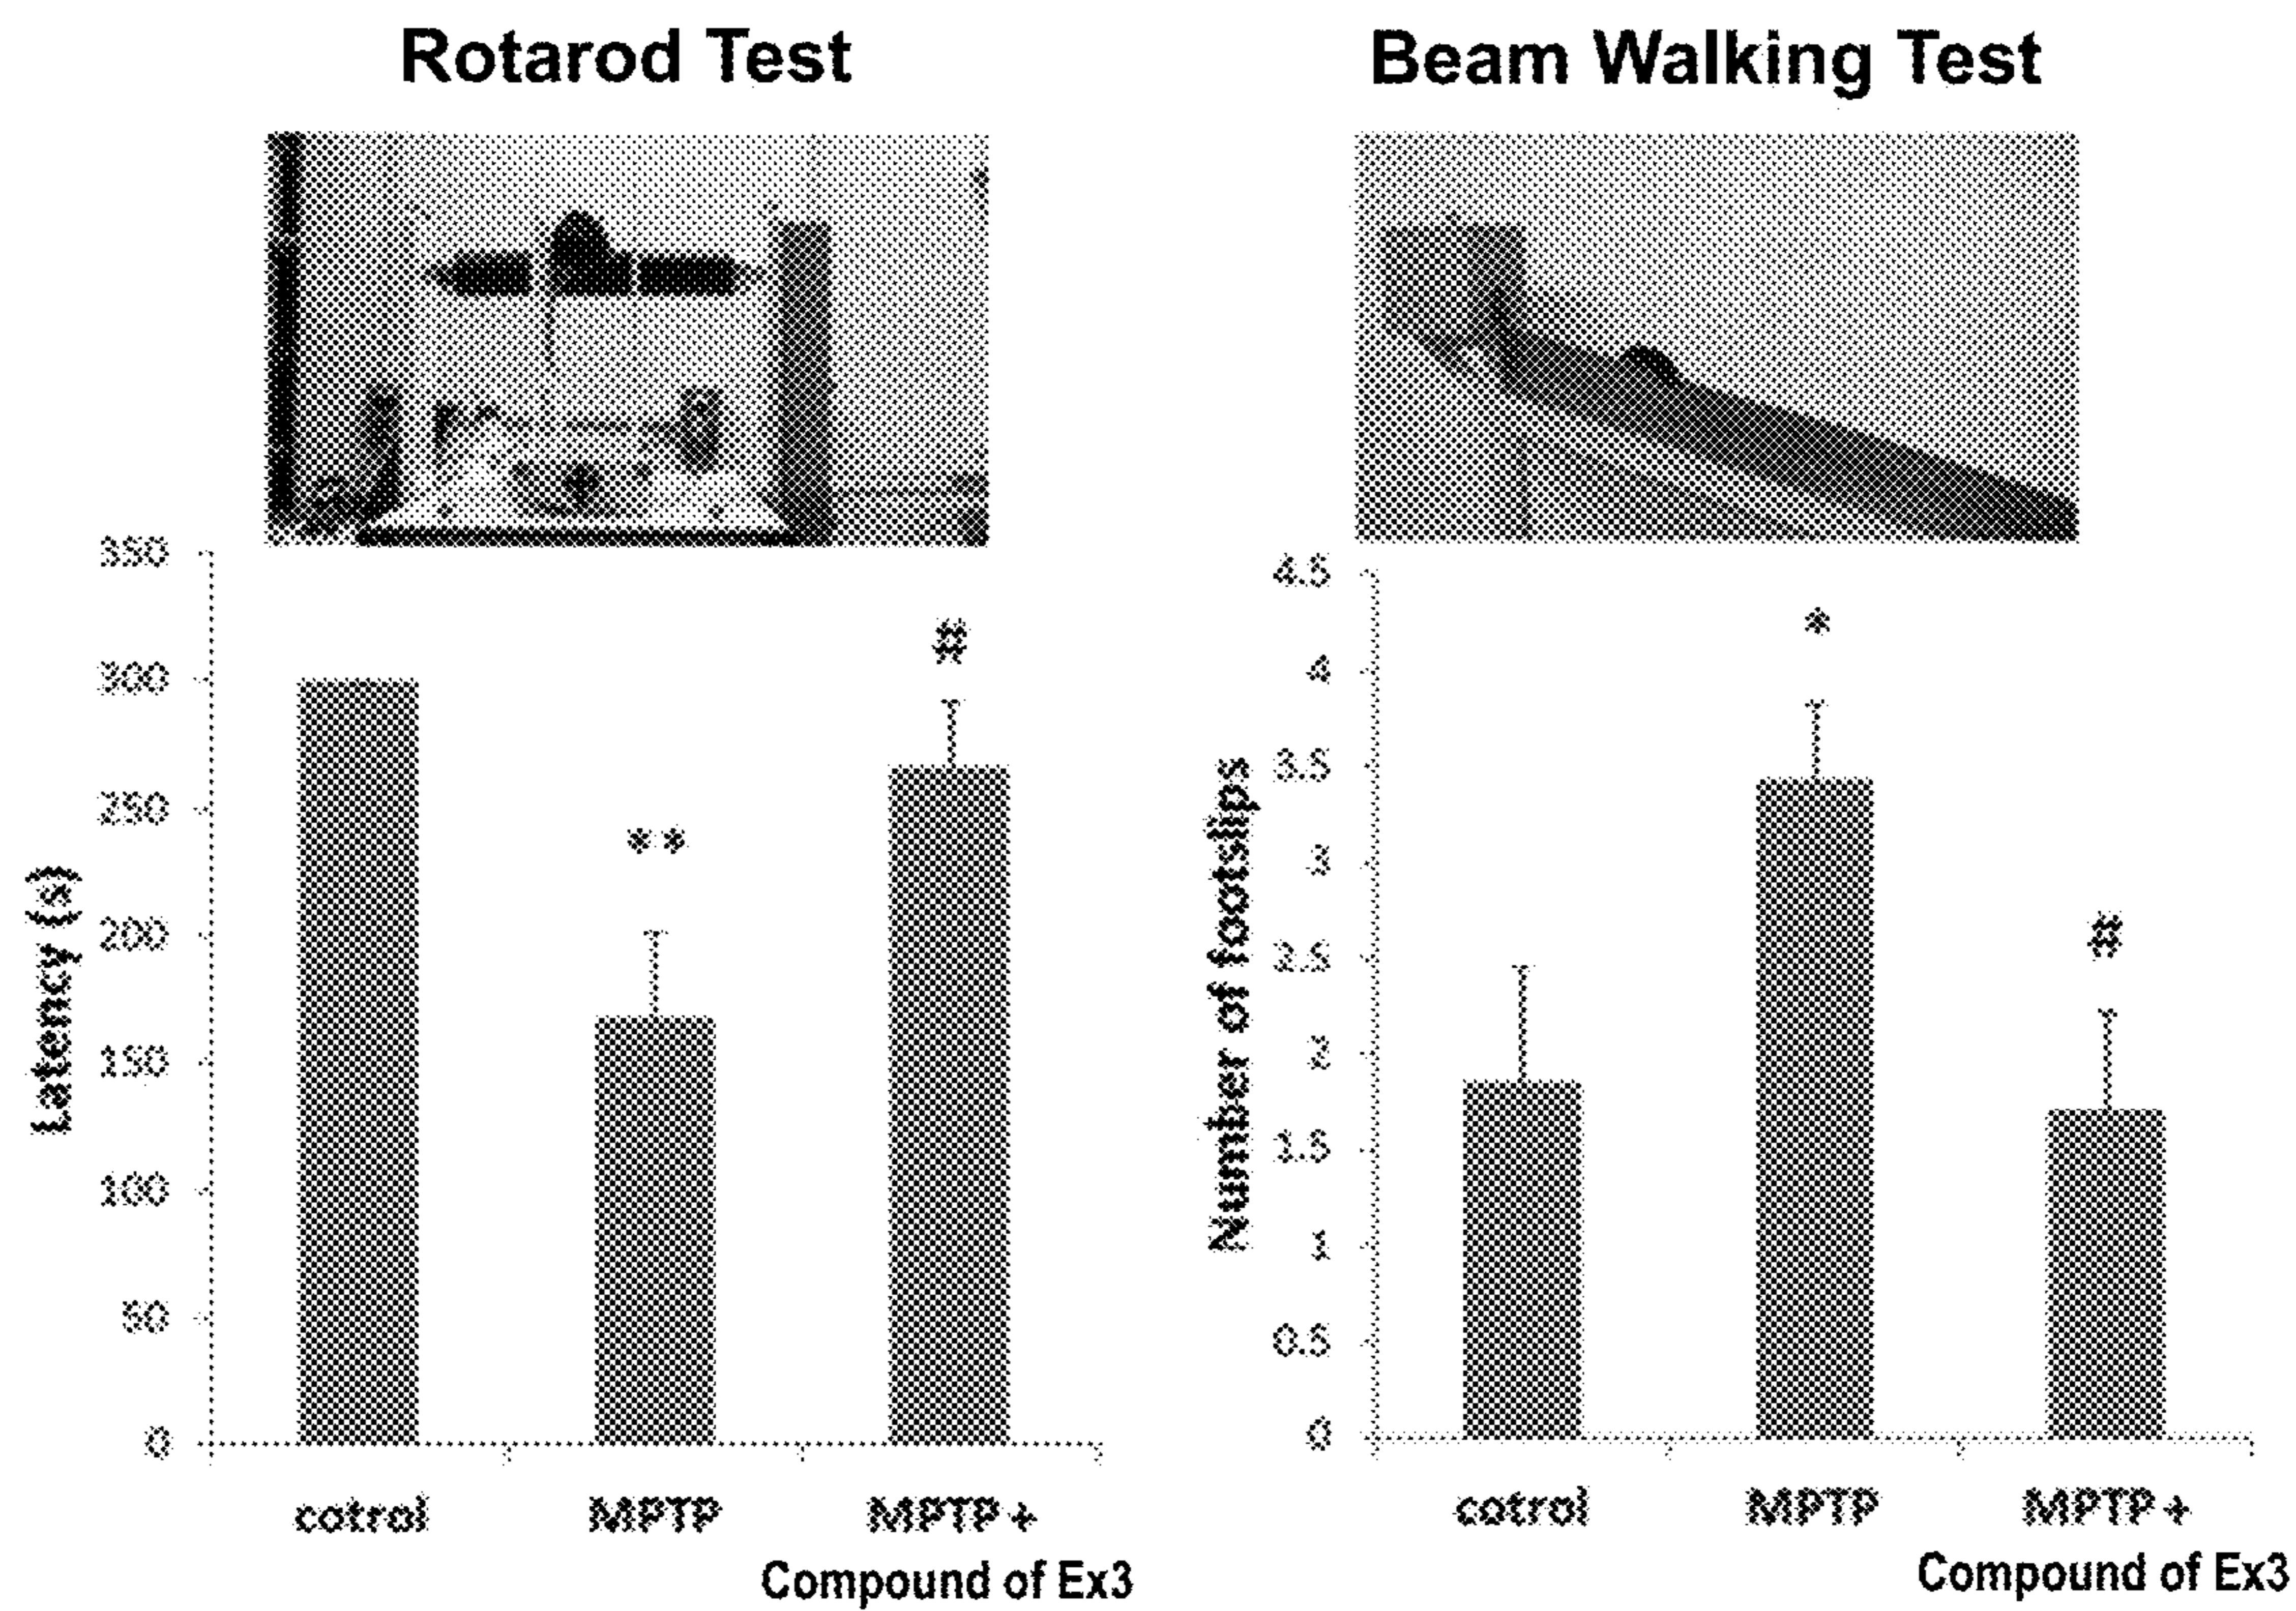 Rotarod Test
350
300
250
200
150
100
50
0
Latency (s)
**
#
cotrol
MPTP
MPTP +
Compound of Ex3
Beam Walking Test
4.5
4
3.5
3
2.5
2
1.5
1
0.5
0
Number of footslips
*
#
cotrol
MPTP
MPTP +
Compound of Ex3